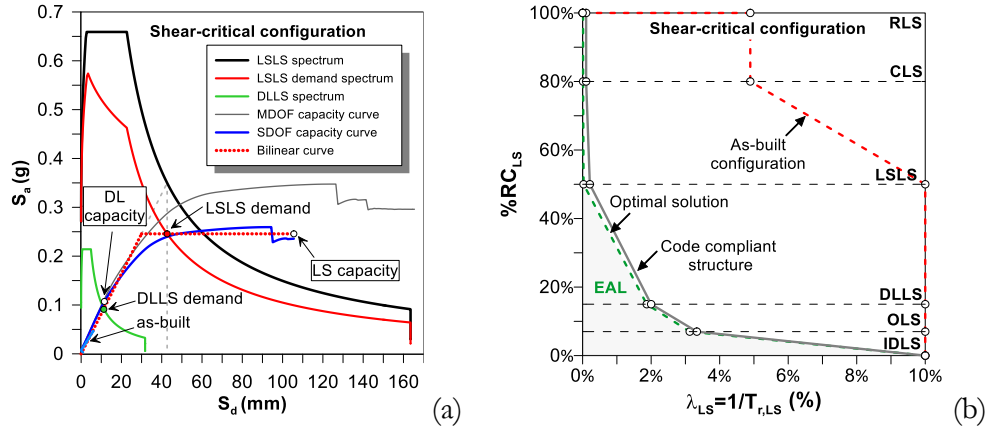 (a)
Shear-critical configuration
LSLS spectrum
LSLS demand spectrum
DLLS spectrum
MDOF capacity curve
SDOF capacity curve
Bilinear curve
DL
capacity
LSLS demand
LS capacity
DLLS demand
as-built
0.7
0.6
0.5
0.4
0.3
0.2
0.1
0
Sa (g)
0 20 40 60 80 100 120 140 160
Sd (mm)
(b)
Shear-critical configuration
RLS
CLS
As-built
configuration
LSLS
Optimal solution
Code compliant
structure
EAL
DLLS
OLS
IDLS
100%
80%
60%
40%
20%
0%
%RCLS
0% 2% 4% 6% 8% 10%
λLS=1/Tr,LS (%)